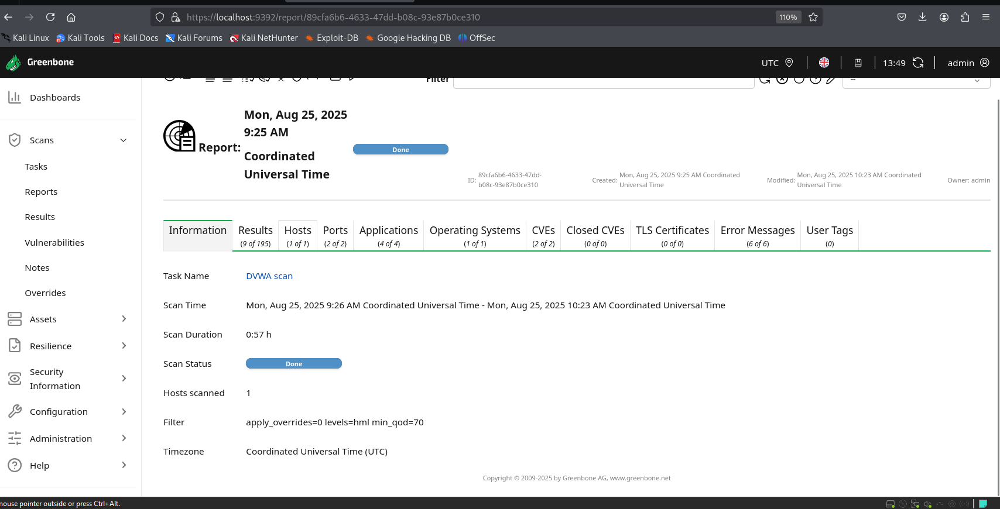 https://localhost:9392/report/89cfa6b6-4633-47dd-b08c-93e87b0ce310
110%
Kali Linux
Kali Tools
Kali Docs
Kali Forums
Kali NetHunter
Exploit-DB
Google Hacking DB
OffSec
Greenbone
UTC
13:49
admin
Filter
--
Dashboards
Scans
Tasks
Reports
Results
Vulnerabilities
Notes
Overrides
Assets
Resilience
Security
Information
Configuration
Administration
Help
Report:
Mon, Aug 25, 2025
9:25 AM
Coordinated
Universal Time
Done
ID:
89cfa6b6-4633-47dd-
b08c-93e87b0ce310
Created:
Mon, Aug 25, 2025 9:25 AM Coordinated
Universal Time
Modified:
Mon, Aug 25, 2025 10:23 AM Coordinated
Universal Time
Owner: admin
Information
Results
(9 of 195)
Hosts
(1 of 1)
Ports
(2 of 2)
Applications
(4 of 4)
Operating Systems
(1 of 1)
CVEs
(2 of 2)
Closed CVEs
(0 of 0)
TLS Certificates
(0 of 0)
Error Messages
(6 of 6)
User Tags
(0)
Task Name
DVWA scan
Scan Time
Mon, Aug 25, 2025 9:26 AM Coordinated Universal Time - Mon, Aug 25, 2025 10:23 AM Coordinated Universal Time
Scan Duration
0:57 h
Scan Status
Done
Hosts scanned
1
Filter
apply_overrides=0 levels=hml min_qod=70
Timezone
Coordinated Universal Time (UTC)
Copyright © 2009-2025 by Greenbone AG, www.greenbone.net
mouse pointer outside or press Ctrl+Alt.